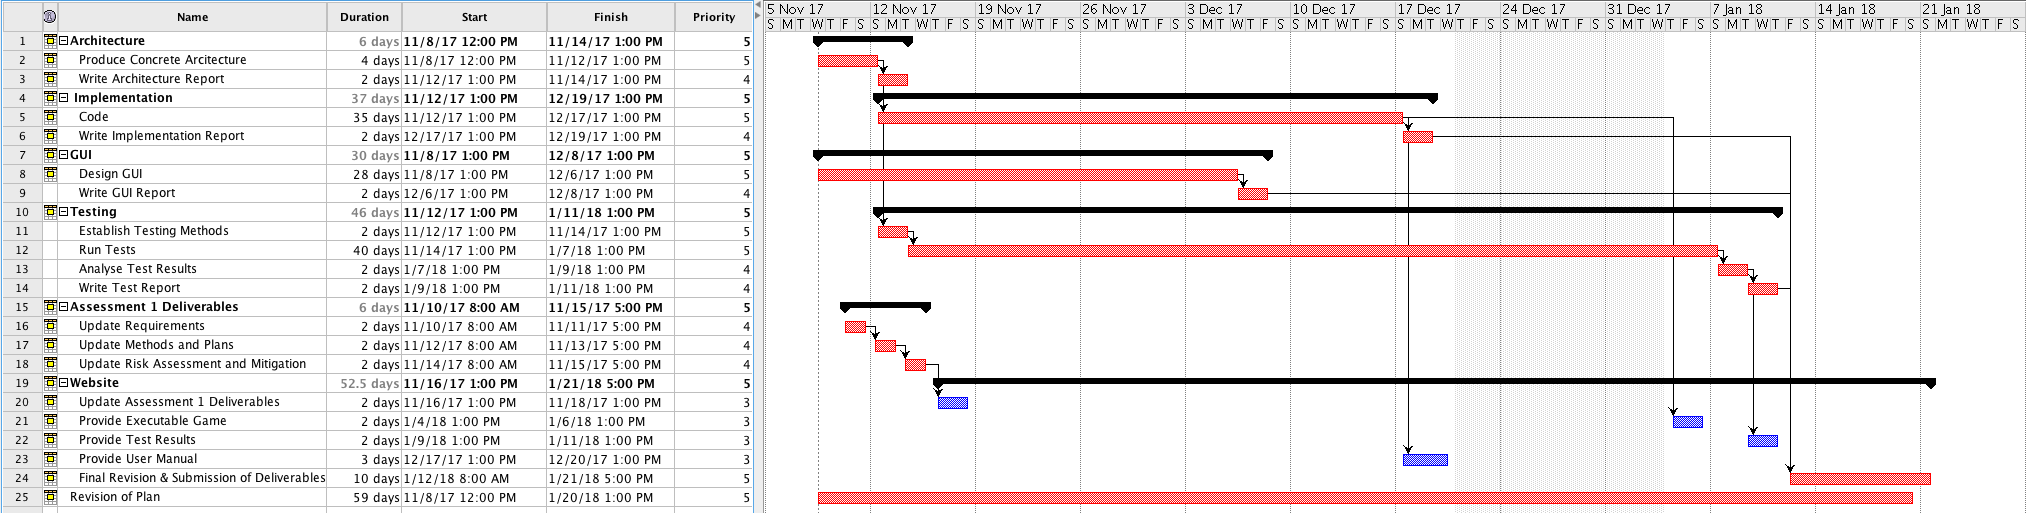 Name Duration Start Finish Priority
5 Nov 17 12 Nov 17 19 Nov 17 26 Nov 17 3 Dec 17 10 Dec 17 17 Dec 17 24 Dec 17 31 Dec 17 7 Jan 18 14 Jan 18 21 Jan 18
S M T W T F S S M T W T F S S M T W T F S S M T W T F S S M T W T F S S M T W T F S S M T W T F S S M T W T F S S M T W T F S S M T W T F S S M T W T F S S M T W T F S
1 Architecture 6 days 11/8/17 12:00 PM 11/14/17 1:00 PM 5
2 Produce Concrete Arcitecture 4 days 11/8/17 12:00 PM 11/12/17 1:00 PM 5
3 Write Architecture Report 2 days 11/12/17 1:00 PM 11/14/17 1:00 PM 4
4 Implementation 37 days 11/12/17 1:00 PM 12/19/17 1:00 PM 5
5 Code 35 days 11/12/17 1:00 PM 12/17/17 1:00 PM 5
6 Write Implementation Report 2 days 12/17/17 1:00 PM 12/19/17 1:00 PM 4
7 GUI 30 days 11/8/17 1:00 PM 12/8/17 1:00 PM 5
8 Design GUI 28 days 11/8/17 1:00 PM 12/6/17 1:00 PM 5
9 Write GUI Report 2 days 12/6/17 1:00 PM 12/8/17 1:00 PM 4
10 Testing 46 days 11/12/17 1:00 PM 1/11/18 1:00 PM 5
11 Establish Testing Methods 2 days 11/12/17 1:00 PM 11/14/17 1:00 PM 5
12 Run Tests 40 days 11/14/17 1:00 PM 1/7/18 1:00 PM 5
13 Analyse Test Results 2 days 1/7/18 1:00 PM 1/9/18 1:00 PM 4
14 Write Test Report 2 days 1/9/18 1:00 PM 1/11/18 1:00 PM 4
15 Assessment 1 Deliverables 6 days 11/10/17 8:00 AM 11/15/17 5:00 PM 5
16 Update Requirements 2 days 11/10/17 8:00 AM 11/11/17 5:00 PM 4
17 Update Methods and Plans 2 days 11/12/17 8:00 AM 11/13/17 5:00 PM 4
18 Update Risk Assessment and Mitigation 2 days 11/14/17 8:00 AM 11/15/17 5:00 PM 4
19 Website 52.5 days 11/16/17 1:00 PM 1/21/18 5:00 PM 5
20 Update Assessment 1 Deliverables 2 days 11/16/17 1:00 PM 11/18/17 1:00 PM 3
21 Provide Executable Game 2 days 1/4/18 1:00 PM 1/6/18 1:00 PM 3
22 Provide Test Results 2 days 1/9/18 1:00 PM 1/11/18 1:00 PM 3
23 Provide User Manual 3 days 12/17/17 1:00 PM 12/20/17 1:00 PM 3
24 Final Revision & Submission of Deliverables 10 days 1/12/18 8:00 AM 1/21/18 5:00 PM 5
25 Revision of Plan 59 days 11/8/17 12:00 PM 1/20/18 1:00 PM 5